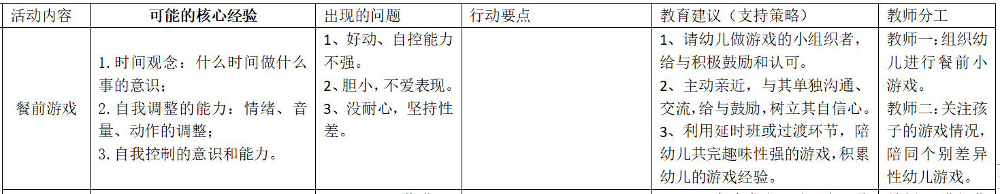 活动内容
可能的核心经验
出现的问题
行动要点
教育建议（支持策略）
教师分工
餐前游戏
1.时间观念：什么时间做什么
事的意识；
2.自我调整的能力：情绪、音
量、动作的调整；
3.自我控制的意识和能力。
1、好动、自控能力
不强。
2、胆小，不爱表现。
3、没耐心，坚持性
差。
1、请幼儿做游戏的小组织者，
给与积极鼓励和认可。
2、主动亲近，与其单独沟通、
交流，给与鼓励，树立其自信心。
3、利用延时班或过渡环节，陪
幼儿共完趣味性强的游戏，积累
幼儿的游戏经验。
教师一：组织幼
儿进行餐前小
游戏。
教师二：关注孩
子的游戏情况，
陪同个别差异
性幼儿游戏。